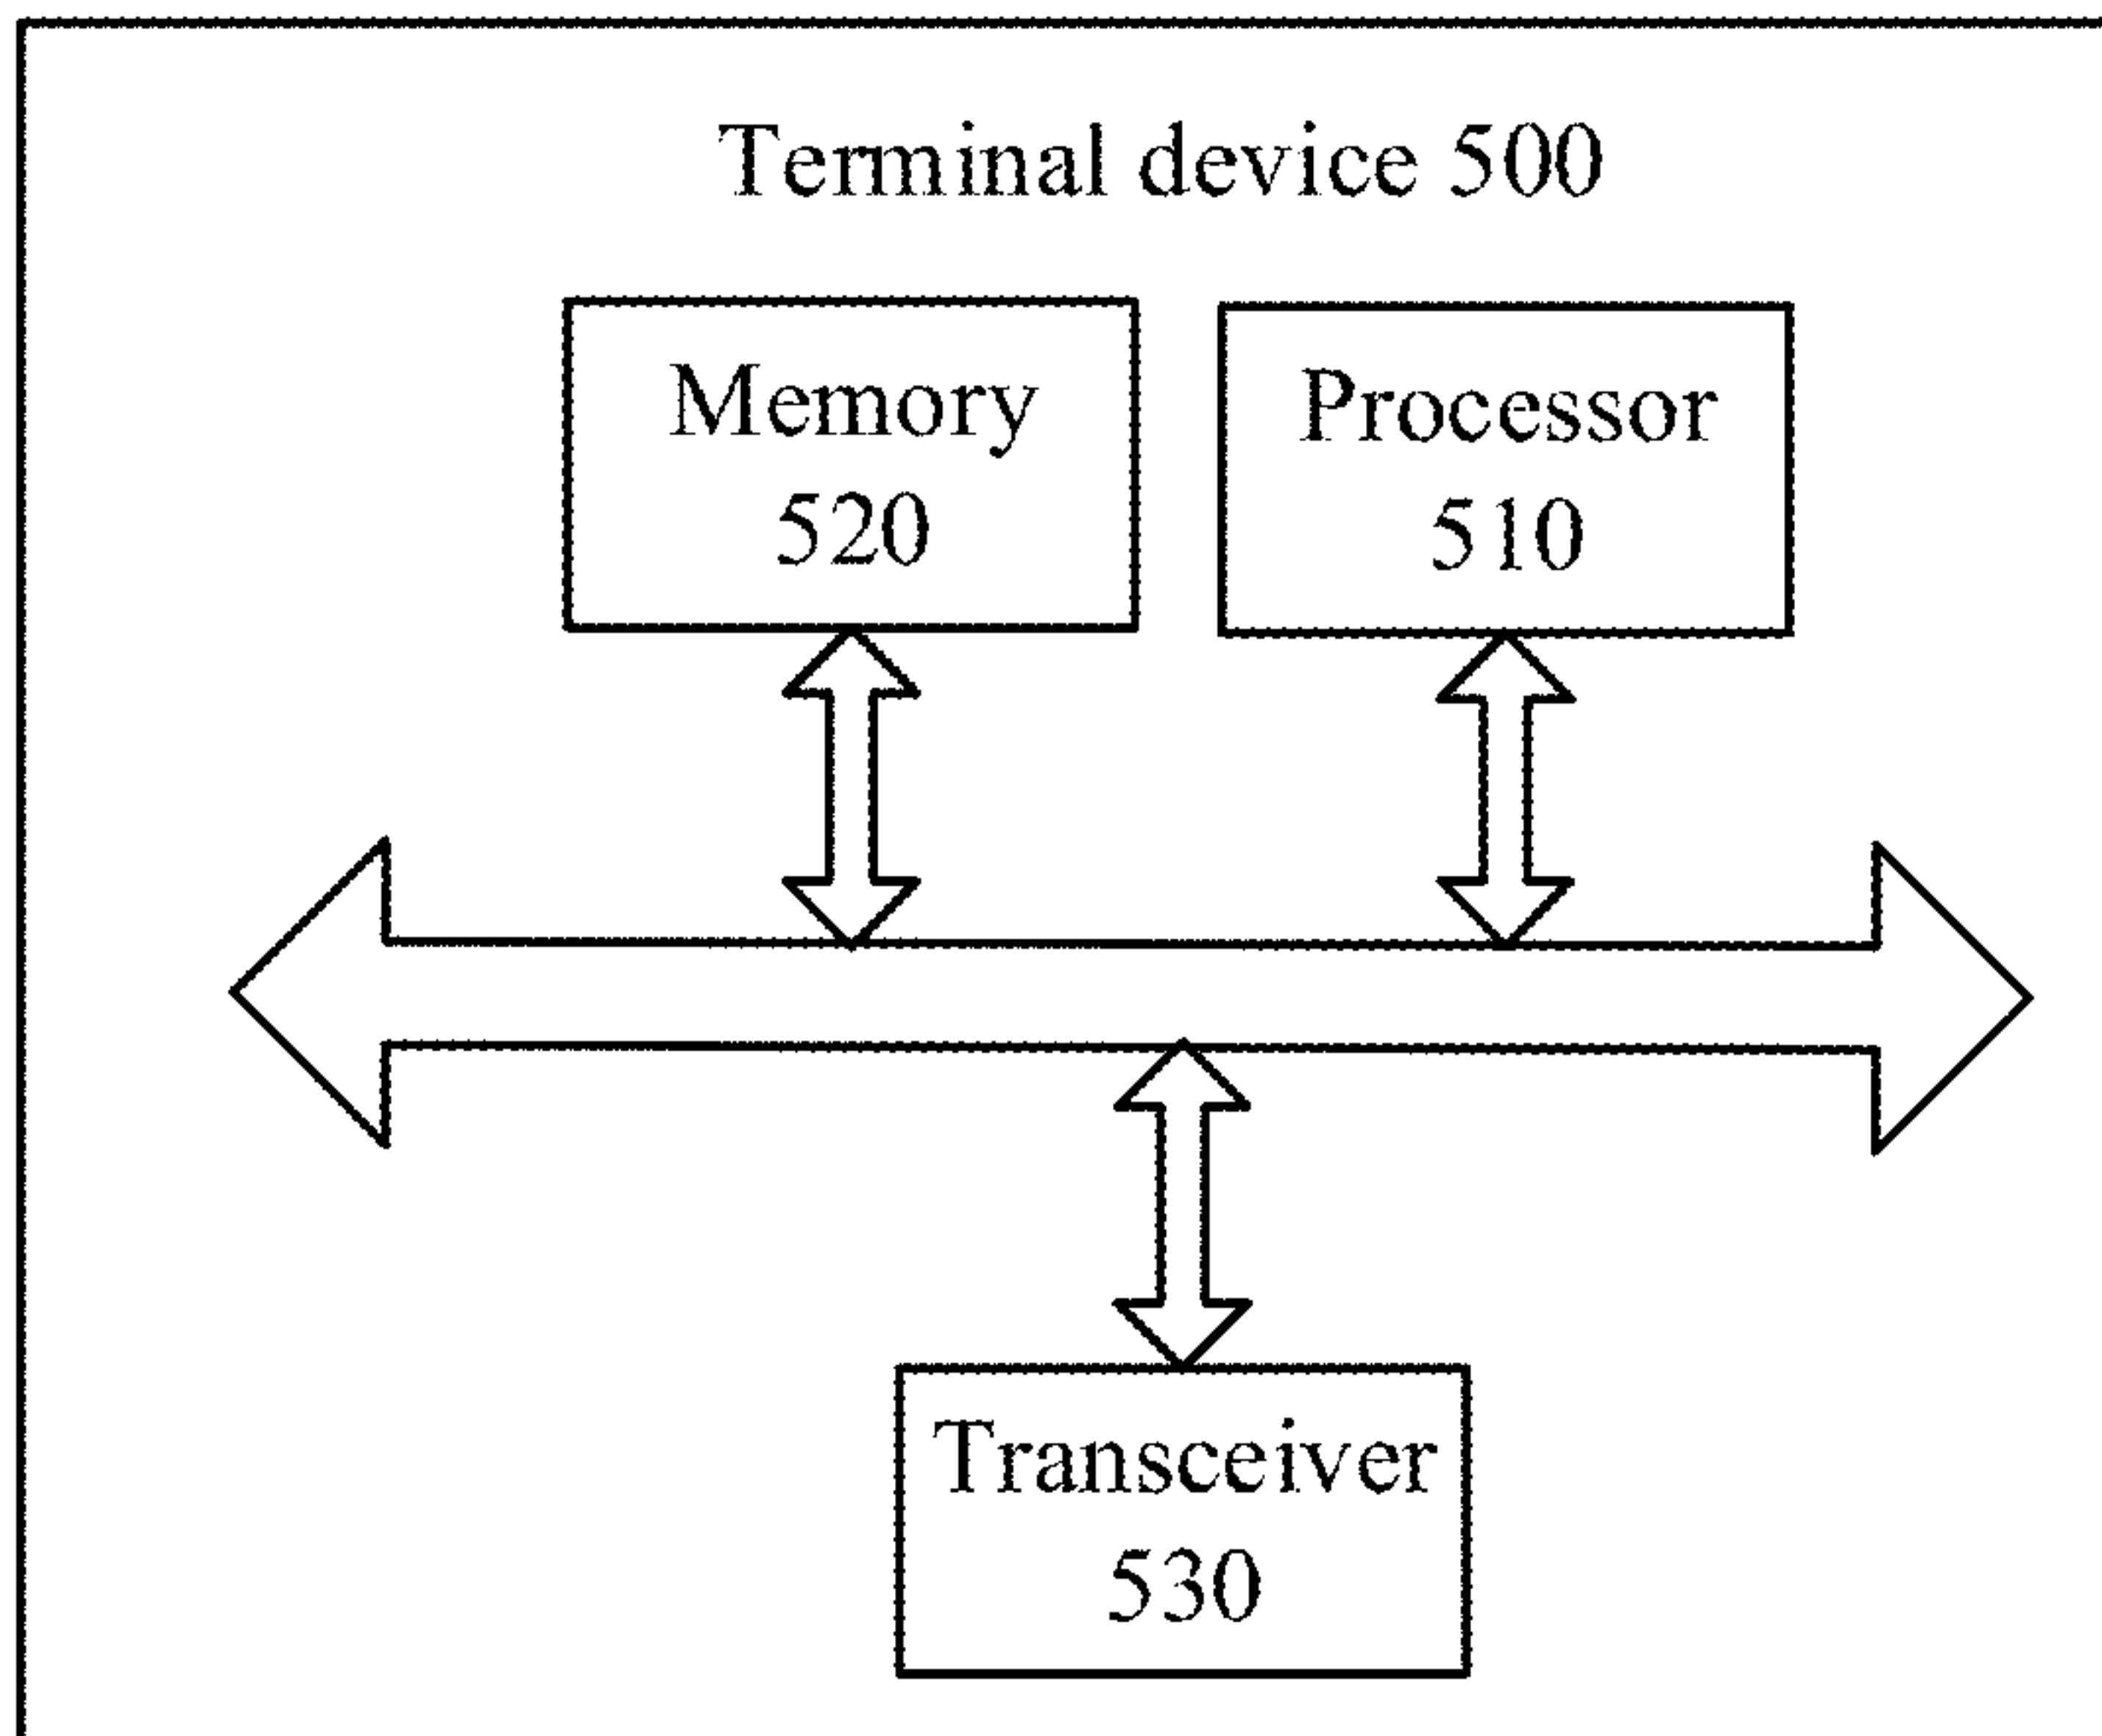 Terminal device 500
Memory
520
Processor
510
Transceiver
530